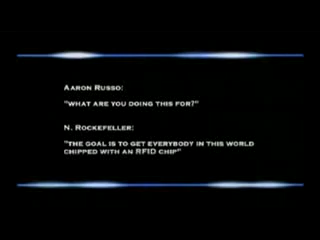 AARON RUSSO:
"WHAT ARE YOU DOING THIS FOR?"
N. ROCKEFELLER:
"THE GOAL IS TO GET EVERYBODY IN THIS WORLD
CHIPPED WITH AN RFID CHIP"